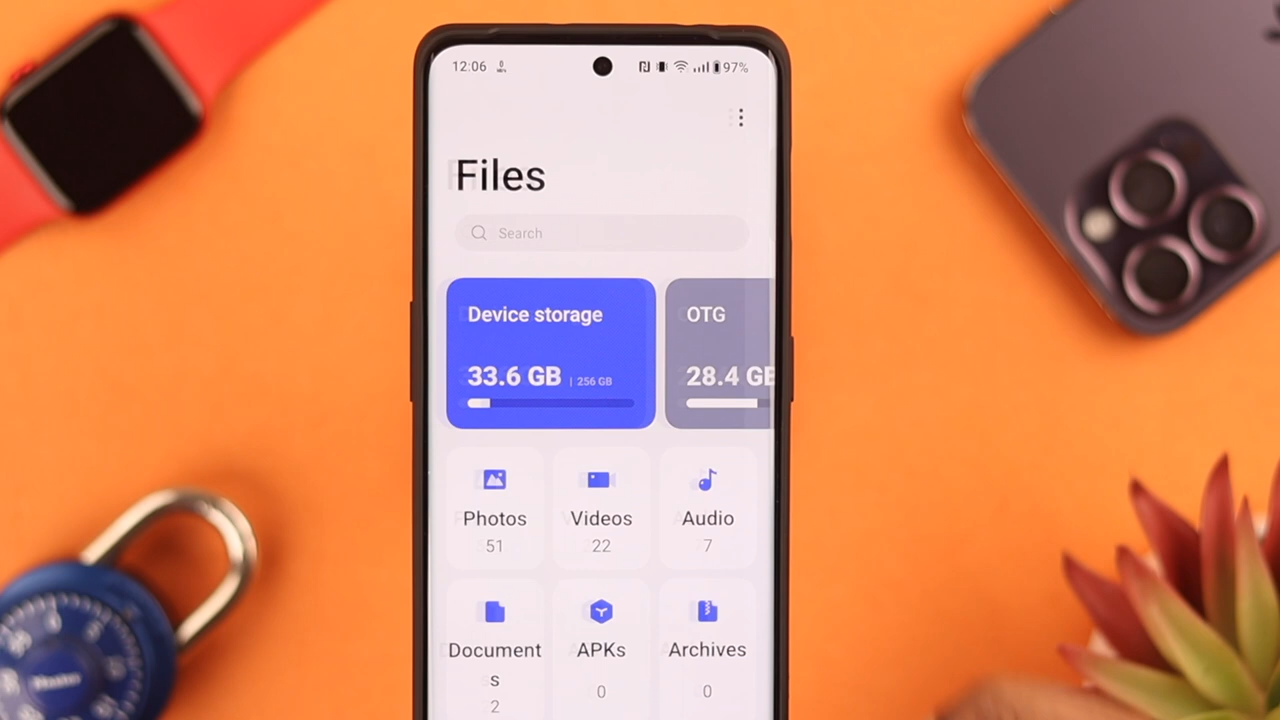 12:06 97%
Files
Search
Device storage
33.6 GB | 256 GB
OTG
28.4 GB
Photos
51
Videos
22
Audio
7
Document
s
2
APKs
0
Archives
0